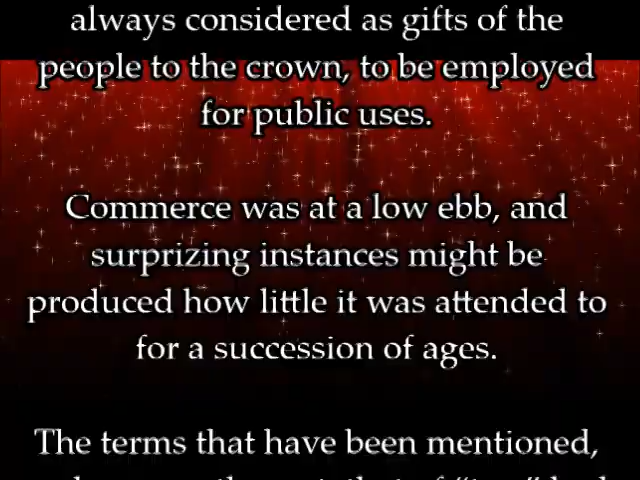 always considered as gifts of the
people to the crown, to be employed
for public uses.
Commerce was at a low ebb, and
surprizing instances might be
produced how little it was attended to
for a succession of ages.
The terms that have been mentioned,